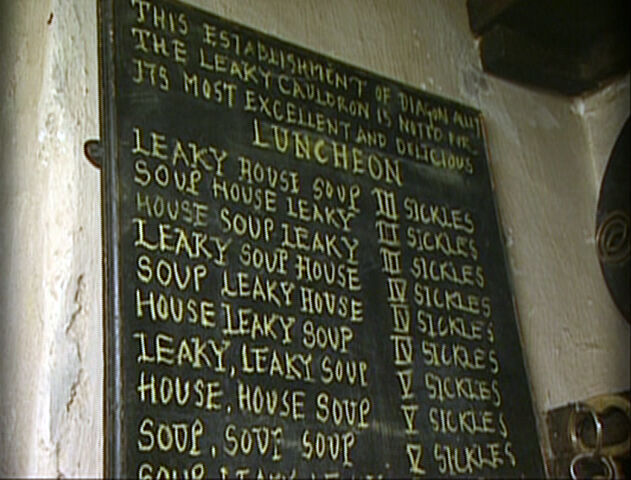 THIS ESTABLISHMENT OF DIAGON ALLEY
THE LEAKY CAULDRON IS NOTED FOR
ITS MOST EXCELLENT AND DELICIOUS
LUNCHEON
LEAKY HOUSE SOUP III SICKLES
SOUP HOUSE LEAKY III SICKLES
HOUSE SOUP LEAKY III SICKLES
LEAKY SOUP HOUSE IV SICKLES
SOUP LEAKY HOUSE IV SICKLES
HOUSE LEAKY SOUP IV SICKLES
LEAKY, LEAKY SOUP V SICKLES
HOUSE, HOUSE SOUP V SICKLES
SOUP, SOUP SOUP V SICKLES
SOUP LEAKY